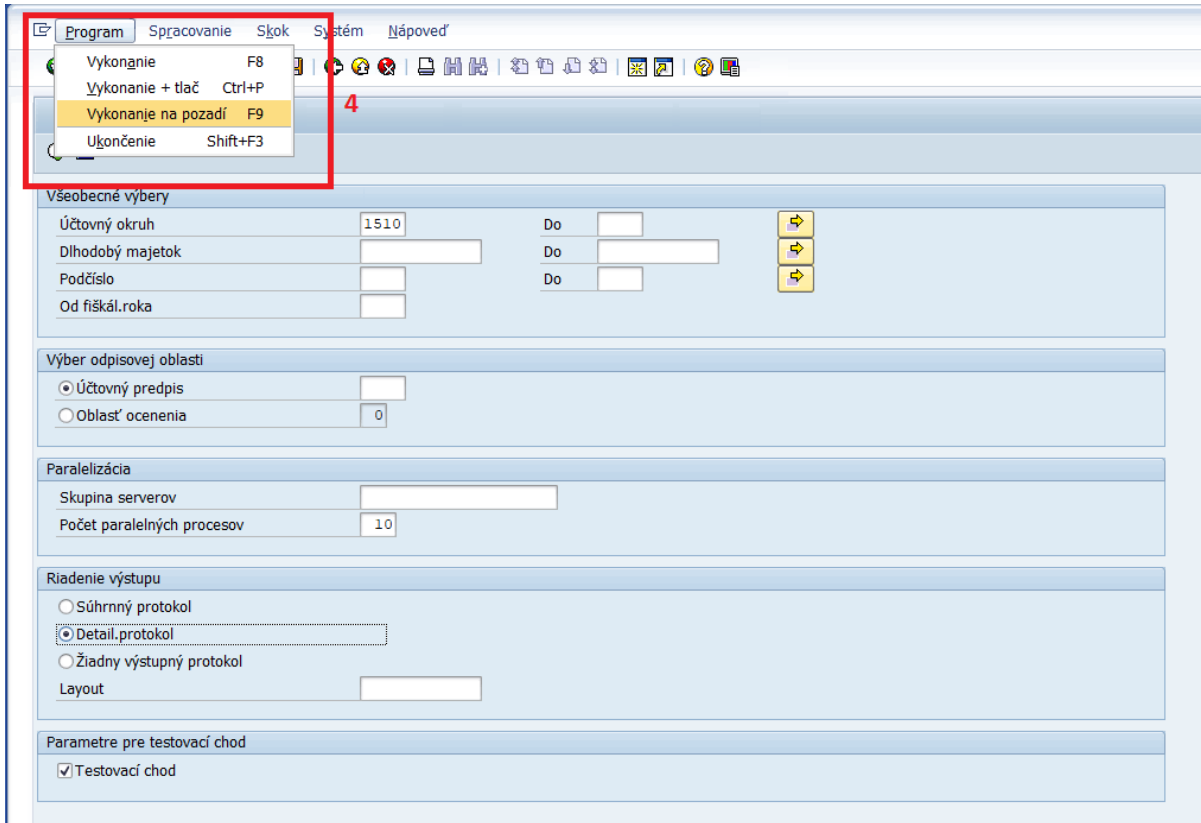 Program Spracovanie Skok Systém Nápoveď
Vykonanie F8
Vykonanie + tlač Ctrl+P
Vykonanie na pozadí F9
4
Ukončenie Shift+F3
Všeobecné výbery
Účtovný okruh 1510 Do
Dlhodobý majetok Do
Podčíslo Do
Od fiškál.roka
Výber odpisovej oblasti
Účtovný predpis
Oblasť ocenenia 0
Paralelizácia
Skupina serverov
Počet paralelných procesov 10
Riadenie výstupu
Súhrnný protokol
Detail.protokol
Žiadny výstupný protokol
Layout
Parametre pre testovací chod
Testovací chod